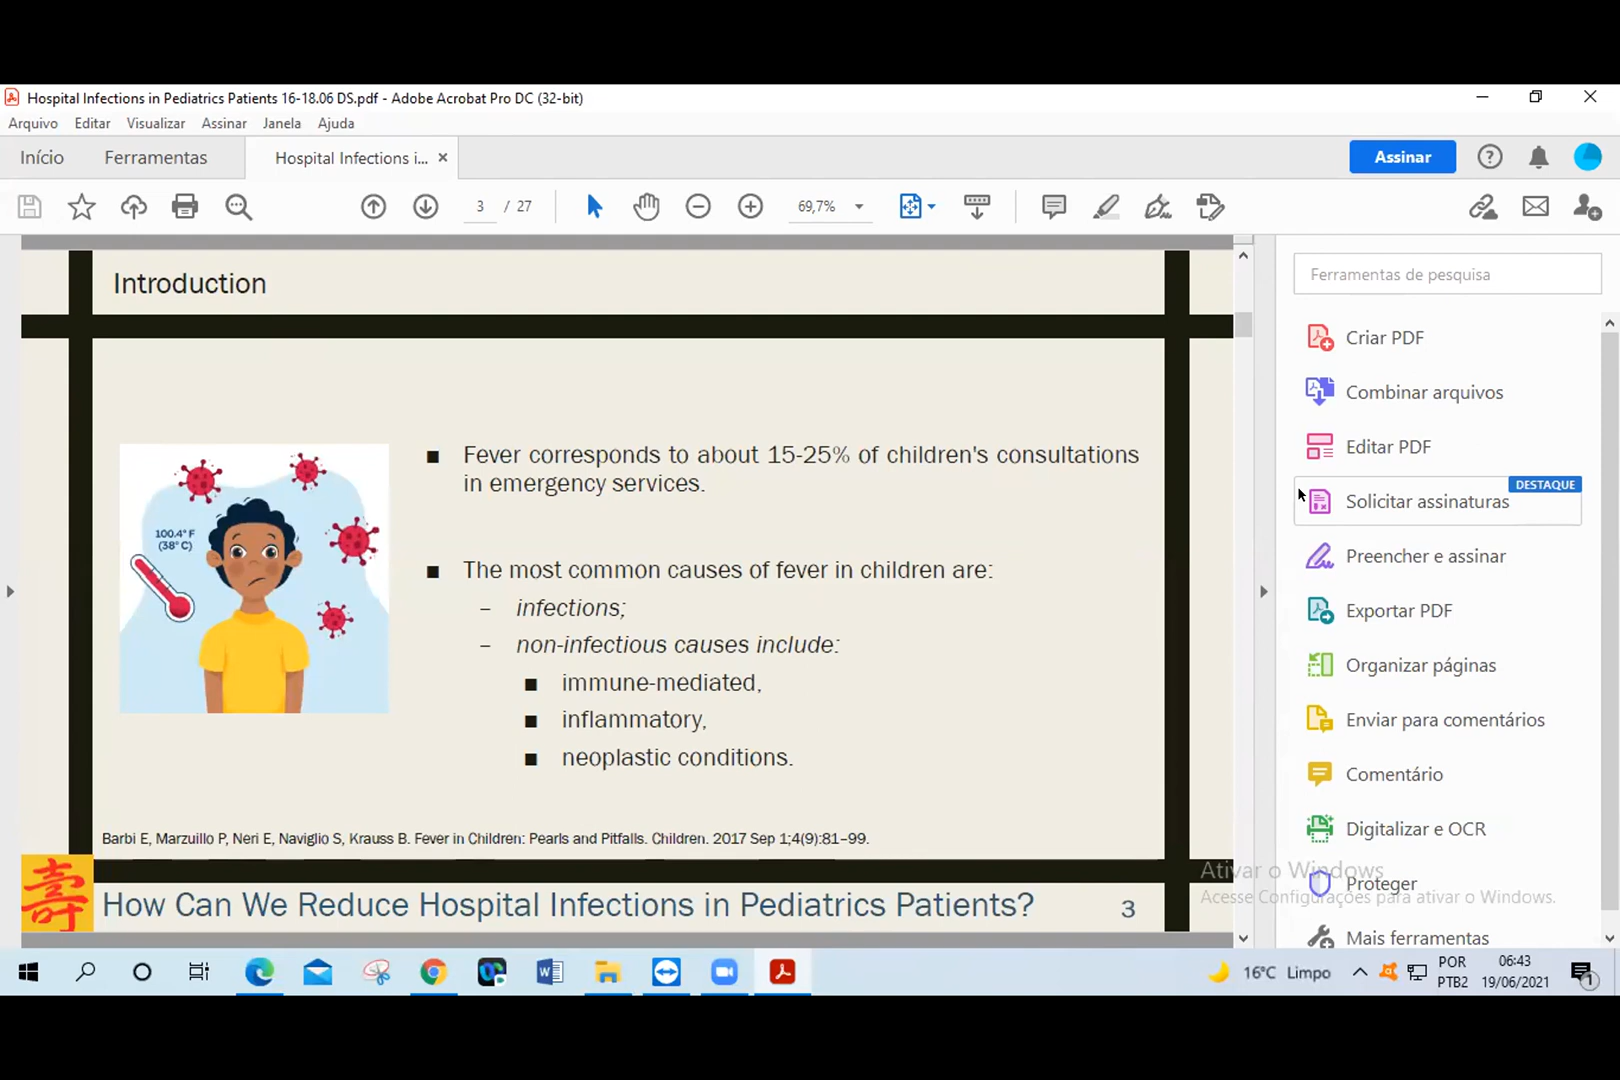 Hospital Infections in Pediatrics Patients 16-18.06 DS.pdf - Adobe Acrobat Pro DC (32-bit)
Arquivo Editar Visualizar Assinar Janela Ajuda
Início Ferramentas Hospital Infections i... Assinar
3 / 27 69,7%
Introduction
100.4° F
(38° C)
Fever corresponds to about 15-25% of children's consultations
in emergency services.
The most common causes of fever in children are:
– infections;
– non-infectious causes include:
immune-mediated,
inflammatory,
neoplastic conditions.
Barbi E, Marzuillo P, Neri E, Naviglio S, Krauss B. Fever in Children: Pearls and Pitfalls. Children. 2017 Sep 1;4(9):81–99.
壽
How Can We Reduce Hospital Infections in Pediatrics Patients? 3
Ferramentas de pesquisa
Criar PDF
Combinar arquivos
Editar PDF
DESTAQUE
Solicitar assinaturas
Preencher e assinar
Exportar PDF
Organizar páginas
Enviar para comentários
Comentário
Digitalizar e OCR
Ativar o Windows
Proteger
Acesse Configurações para ativar o Windows.
Mais ferramentas
16°C Limpo
POR
PTB2
06:43
19/06/2021
1